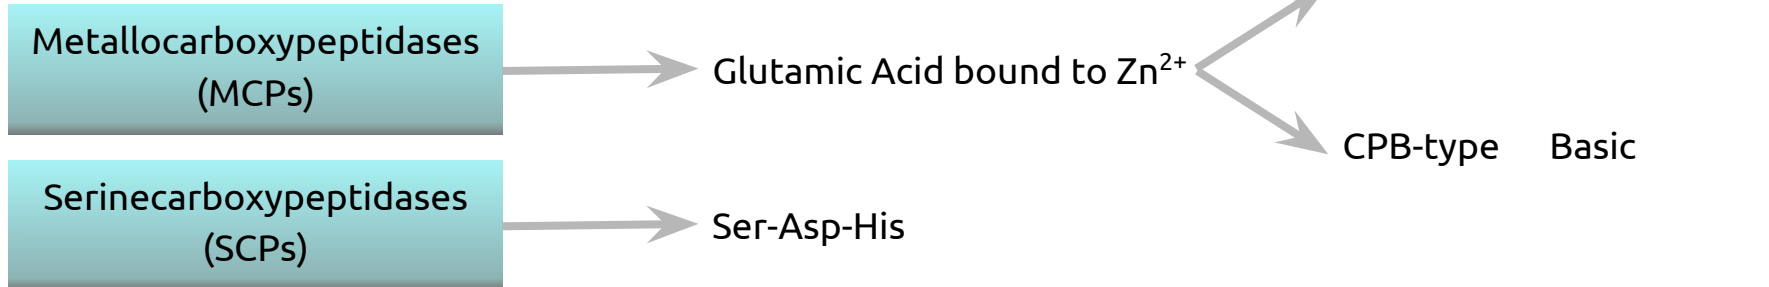 Metallocarboxypeptidases
(MCPs)
Glutamic Acid bound to Zn²⁺
CPB-type Basic
Serinecarboxypeptidases
(SCPs)
Ser-Asp-His